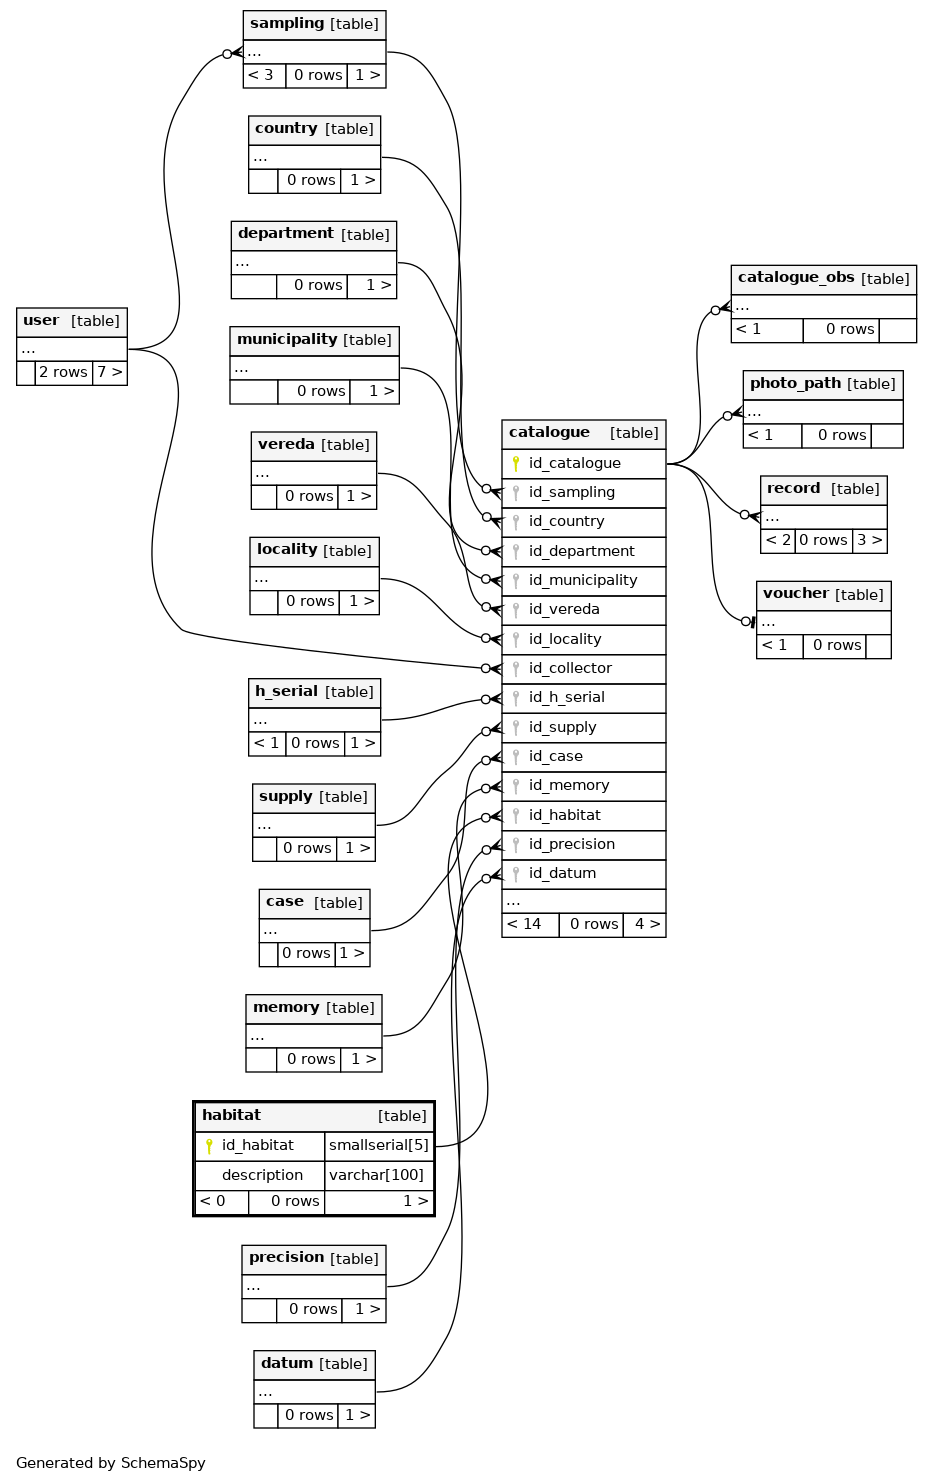 sampling [table]
...
< 3 0 rows 1 >
country [table]
...
0 rows 1 >
department [table]
...
0 rows 1 >
municipality [table]
...
0 rows 1 >
user [table]
...
2 rows 7 >
vereda [table]
...
0 rows 1 >
locality [table]
...
0 rows 1 >
h_serial [table]
...
< 1 0 rows 1 >
supply [table]
...
0 rows 1 >
case [table]
...
0 rows 1 >
memory [table]
...
0 rows 1 >
habitat [table]
id_habitat smallserial[5]
description varchar[100]
< 0 0 rows 1 >
precision [table]
...
0 rows 1 >
datum [table]
...
0 rows 1 >
catalogue [table]
id_catalogue
id_sampling
id_country
id_department
id_municipality
id_vereda
id_locality
id_collector
id_h_serial
id_supply
id_case
id_memory
id_habitat
id_precision
id_datum
...
< 14 0 rows 4 >
catalogue_obs [table]
...
< 1 0 rows
photo_path [table]
...
< 1 0 rows
record [table]
...
< 2 0 rows 3 >
voucher [table]
...
< 1 0 rows
Generated by SchemaSpy